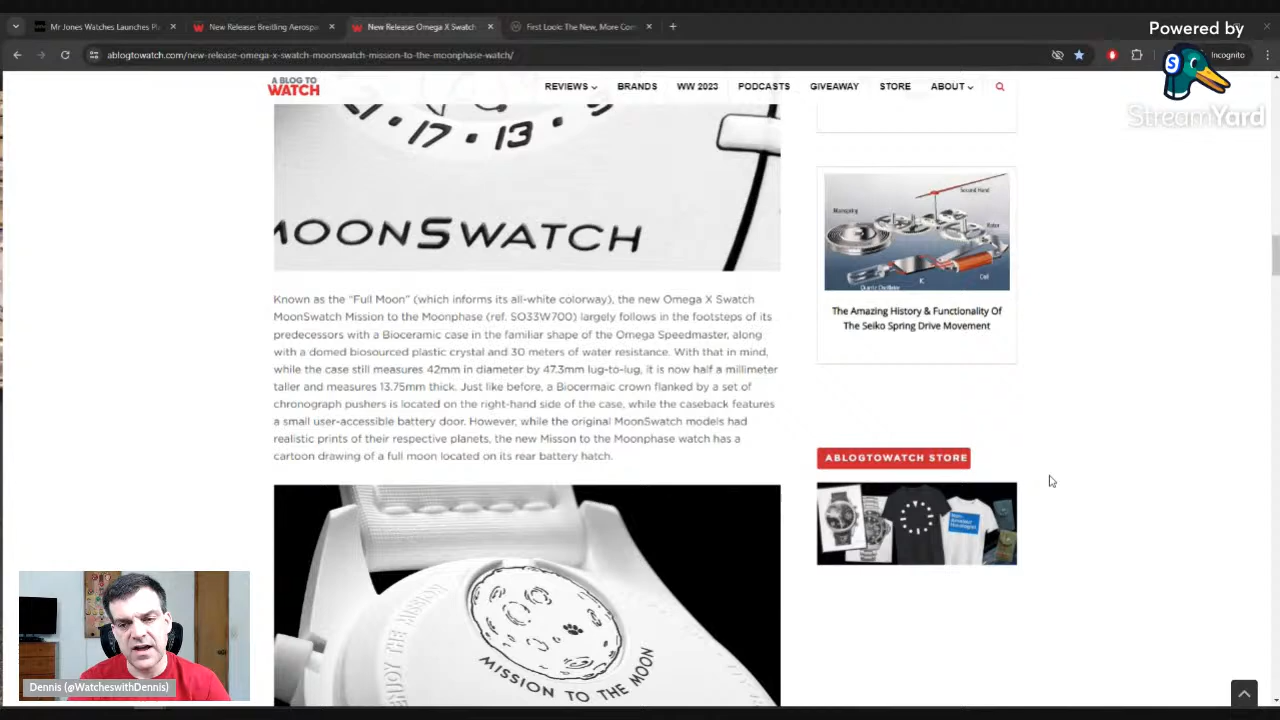 Mr Jones Watches Launches Pl
New Release: Breitling Aerosp
New Release: Omega X Swatch
First Look: The New, More Com
Powered by
ablogtowatch.com/new-release-omega-x-swatch-moonswatch-mission-to-the-moonphase-watch/
Incognito
S
StreamYard
A BLOG TO
WATCH
REVIEWS
BRANDS
WW 2023
PODCASTS
GIVEAWAY
STORE
ABOUT
17 • 13
MOONSWATCH
Second Hand
Mainspring
Rotor
Coil
Quartz Oscillator
IC
The Amazing History & Functionality Of
The Seiko Spring Drive Movement
Known as the “Full Moon” (which informs its all-white colorway), the new Omega X Swatch
MoonSwatch Mission to the Moonphase (ref. SO33W700) largely follows in the footsteps of its
predecessors with a Bioceramic case in the familiar shape of the Omega Speedmaster, along
with a domed biosourced plastic crystal and 30 meters of water resistance. With that in mind,
while the case still measures 42mm in diameter by 47.3mm lug-to-lug, it is now half a millimeter
taller and measures 13.75mm thick. Just like before, a Biocermaic crown flanked by a set of
chronograph pushers is located on the right-hand side of the case, while the caseback features
a small user-accessible battery door. However, while the original MoonSwatch models had
realistic prints of their respective planets, the new Misson to the Moonphase watch has a
cartoon drawing of a full moon located on its rear battery hatch.
ABLOGTOWATCH STORE
ENJOY THE MISSION
MISSION TO THE MOON
Dennis (@WatcheswithDennis)